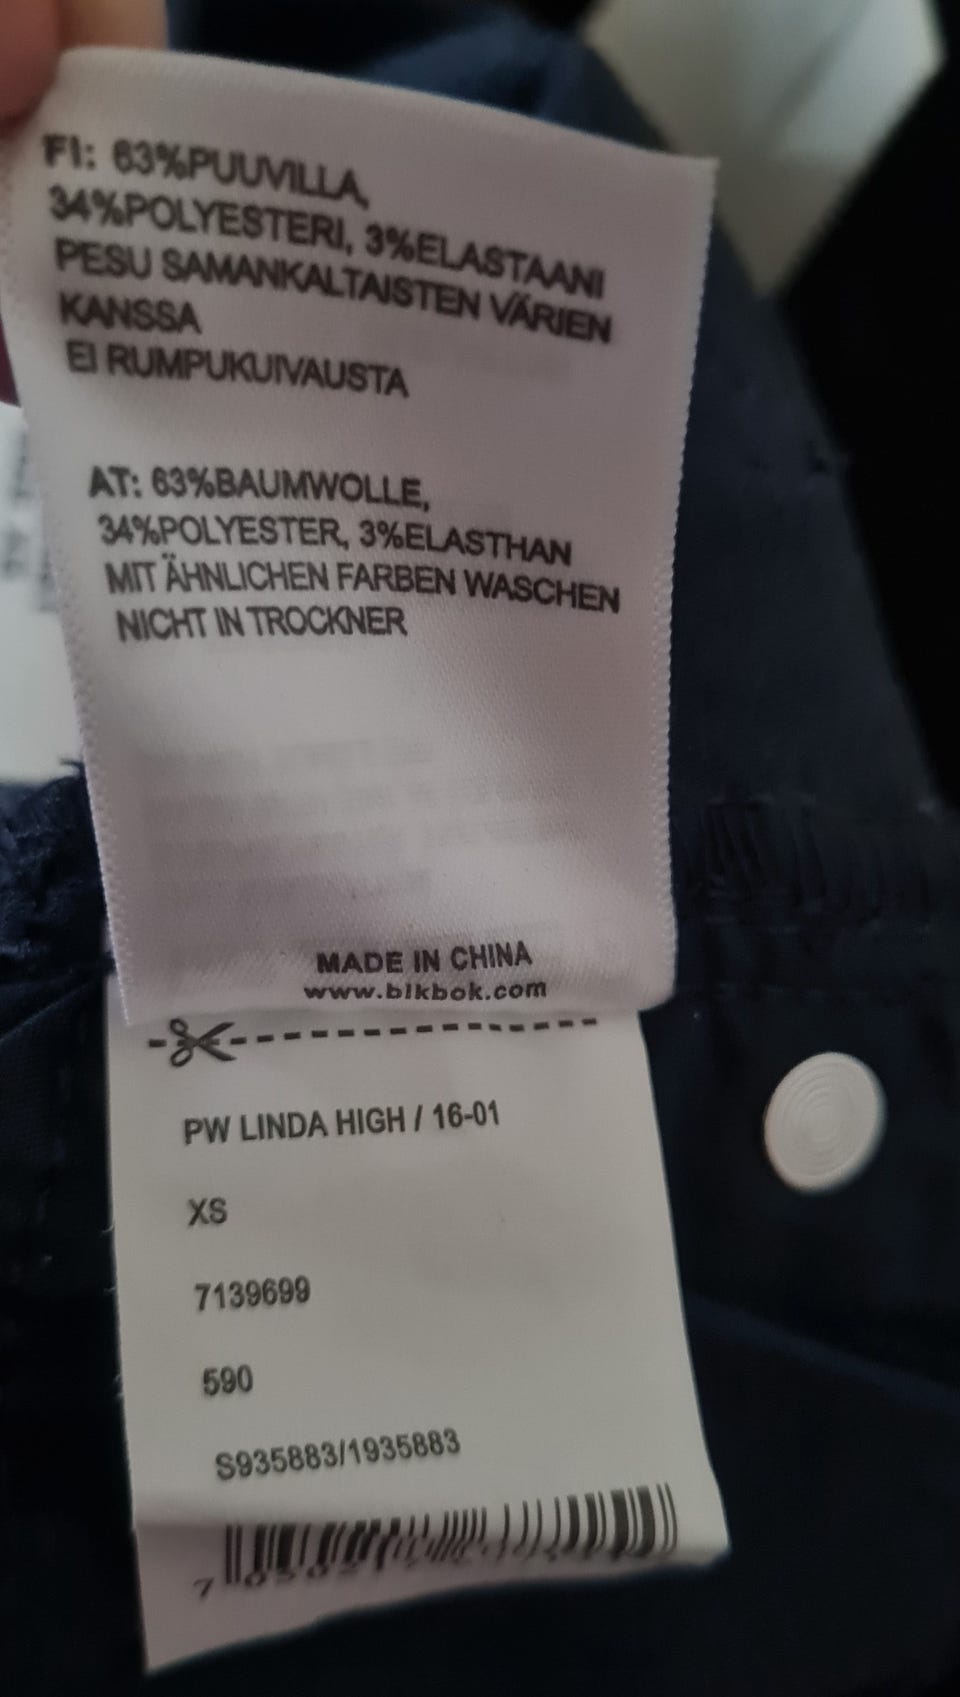 FI: 63%PUUVILLA,
34%POLYESTERI, 3%ELASTAANI
PESU SAMANKALTAISTEN VÄRIEN
KANSSA
EI RUMPUKUIVAUSTA
AT: 63%BAUMWOLLE,
34%POLYESTER, 3%ELASTHAN
MIT ÄHNLICHEN FARBEN WASCHEN
NICHT IN TROCKNER
MADE IN CHINA
www.blkbok.com
PW LINDA HIGH / 16-01
XS
7139699
590
S935883/1935883